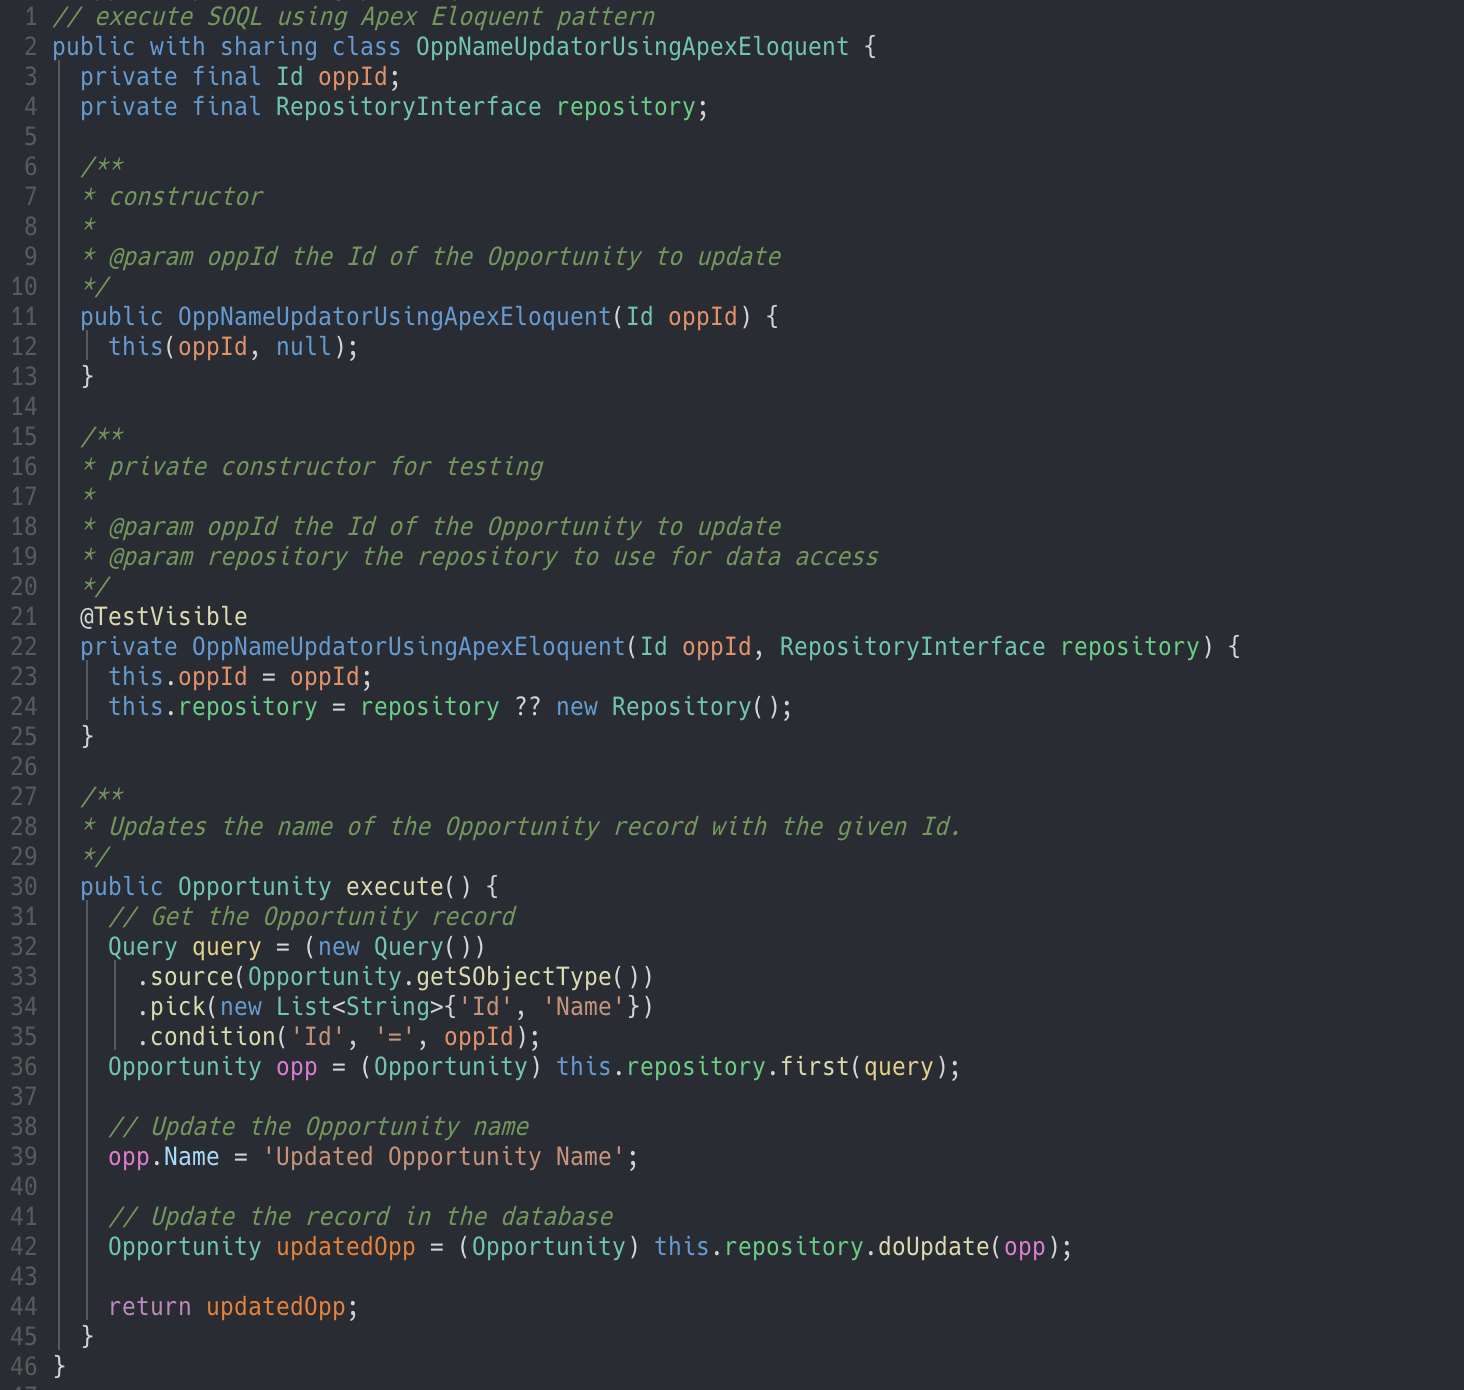 1 // execute SOQL using Apex Eloquent pattern
2 public with sharing class OppNameUpdatorUsingApexEloquent {
3   private final Id oppId;
4   private final RepositoryInterface repository;
5
6   /**
7   * constructor
8   *
9   * @param oppId the Id of the Opportunity to update
10   */
11   public OppNameUpdatorUsingApexEloquent(Id oppId) {
12     this(oppId, null);
13   }
14
15   /**
16   * private constructor for testing
17   *
18   * @param oppId the Id of the Opportunity to update
19   * @param repository the repository to use for data access
20   */
21   @TestVisible
22   private OppNameUpdatorUsingApexEloquent(Id oppId, RepositoryInterface repository) {
23     this.oppId = oppId;
24     this.repository = repository ?? new Repository();
25   }
26
27   /**
28   * Updates the name of the Opportunity record with the given Id.
29   */
30   public Opportunity execute() {
31     // Get the Opportunity record
32     Query query = (new Query())
33       .source(Opportunity.getSObjectType())
34       .pick(new List<String>{'Id', 'Name'})
35       .condition('Id', '=', oppId);
36     Opportunity opp = (Opportunity) this.repository.first(query);
37
38     // Update the Opportunity name
39     opp.Name = 'Updated Opportunity Name';
40
41     // Update the record in the database
42     Opportunity updatedOpp = (Opportunity) this.repository.doUpdate(opp);
43
44     return updatedOpp;
45   }
46 }